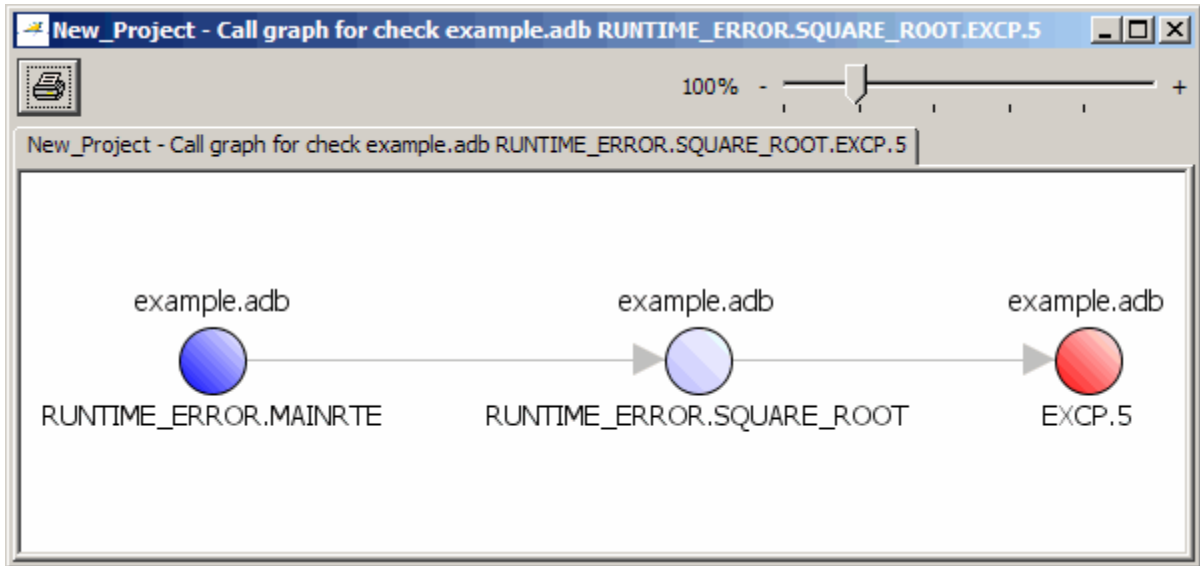 New_Project - Call graph for check example.adb RUNTIME_ERROR.SQUARE_ROOT.EXCP.5
100% - +
New_Project - Call graph for check example.adb RUNTIME_ERROR.SQUARE_ROOT.EXCP.5
example.adb example.adb example.adb
RUNTIME_ERROR.MAINRTE RUNTIME_ERROR.SQUARE_ROOT EXCP.5